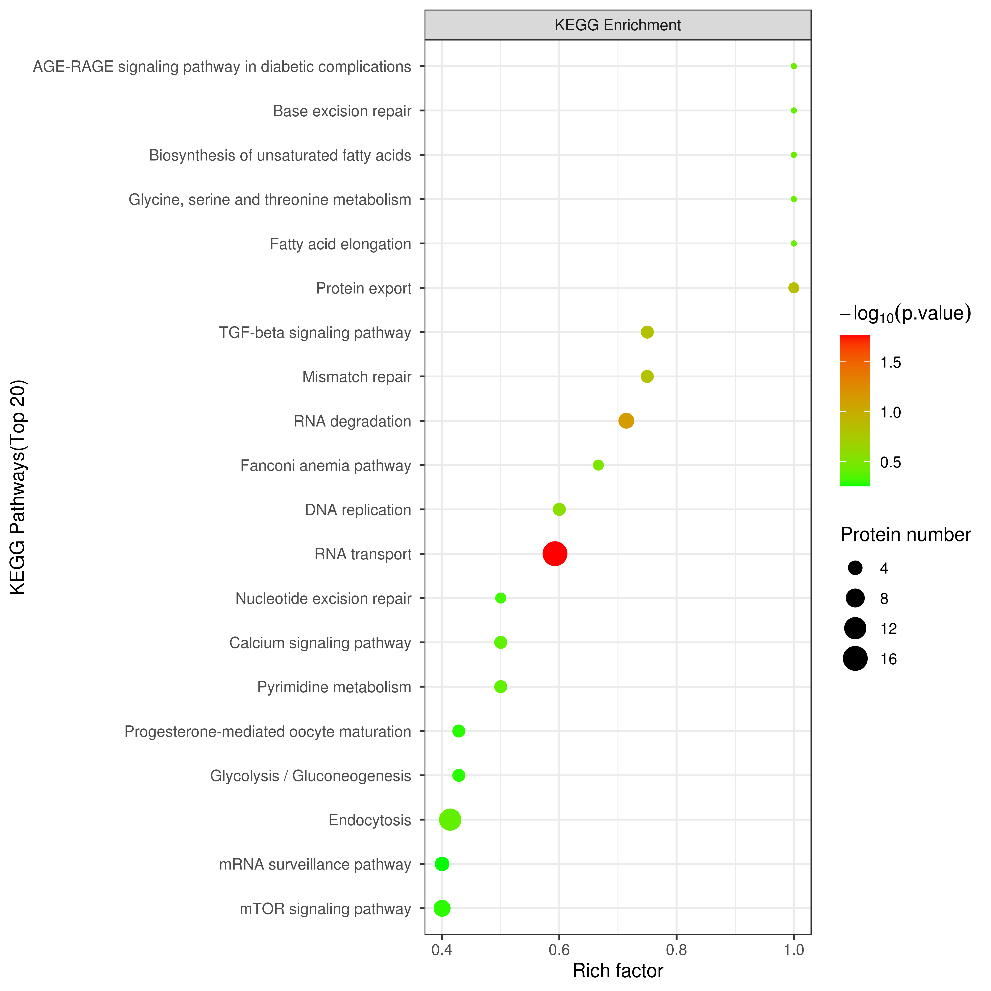 KEGG Enrichment
AGE-RAGE signaling pathway in diabetic complications
Base excision repair
Biosynthesis of unsaturated fatty acids
Glycine, serine and threonine metabolism
Fatty acid elongation
Protein export
TGF-beta signaling pathway
Mismatch repair
RNA degradation
Fanconi anemia pathway
DNA replication
RNA transport
Nucleotide excision repair
Calcium signaling pathway
Pyrimidine metabolism
Progesterone-mediated oocyte maturation
Glycolysis / Gluconeogenesis
Endocytosis
mRNA surveillance pathway
mTOR signaling pathway
KEGG Pathways(Top 20)
0.4 0.6 0.8 1.0
Rich factor
−log10(p.value)
1.5
1.0
0.5
Protein number
4
8
12
16